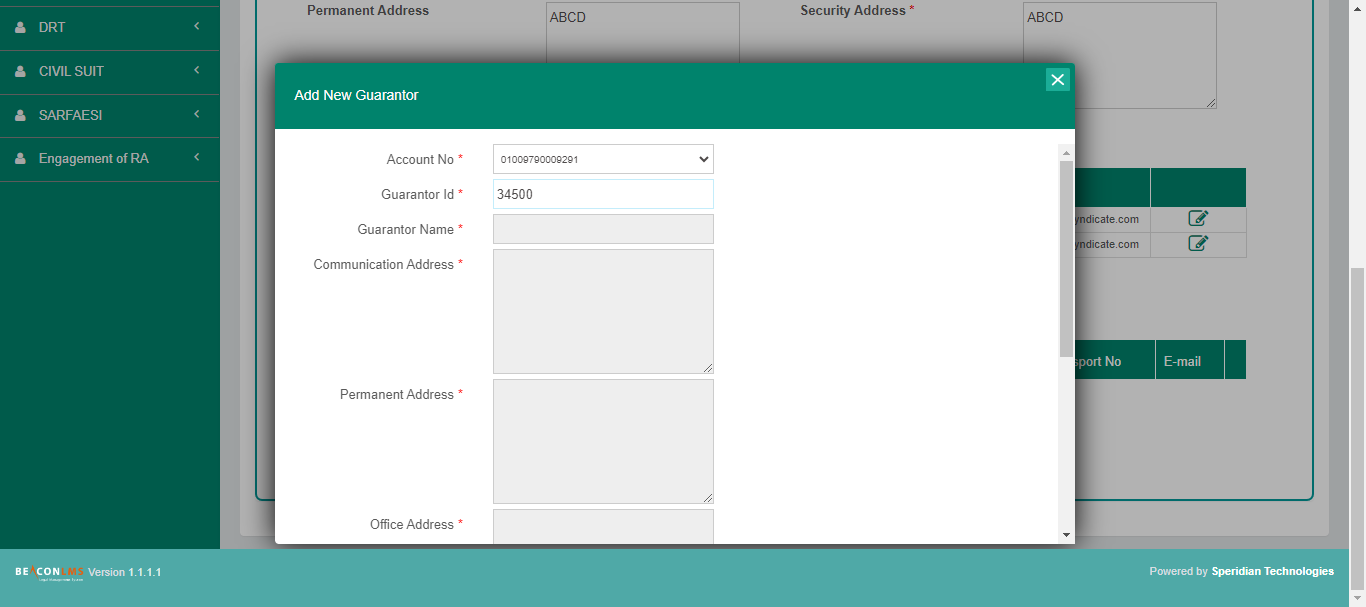 Permanent Address
ABCD
Security Address *
ABCD
DRT
CIVIL SUIT
SARFAESI
Engagement of RA
Add New Guarantor
Account No *
01009790009291
Guarantor Id *
34500
Guarantor Name *
Communication Address *
Permanent Address *
Office Address *
yndicate.com
yndicate.com
sport No
E-mail
BEACONLMS Version 1.1.1.1
Powered by Speridian Technologies